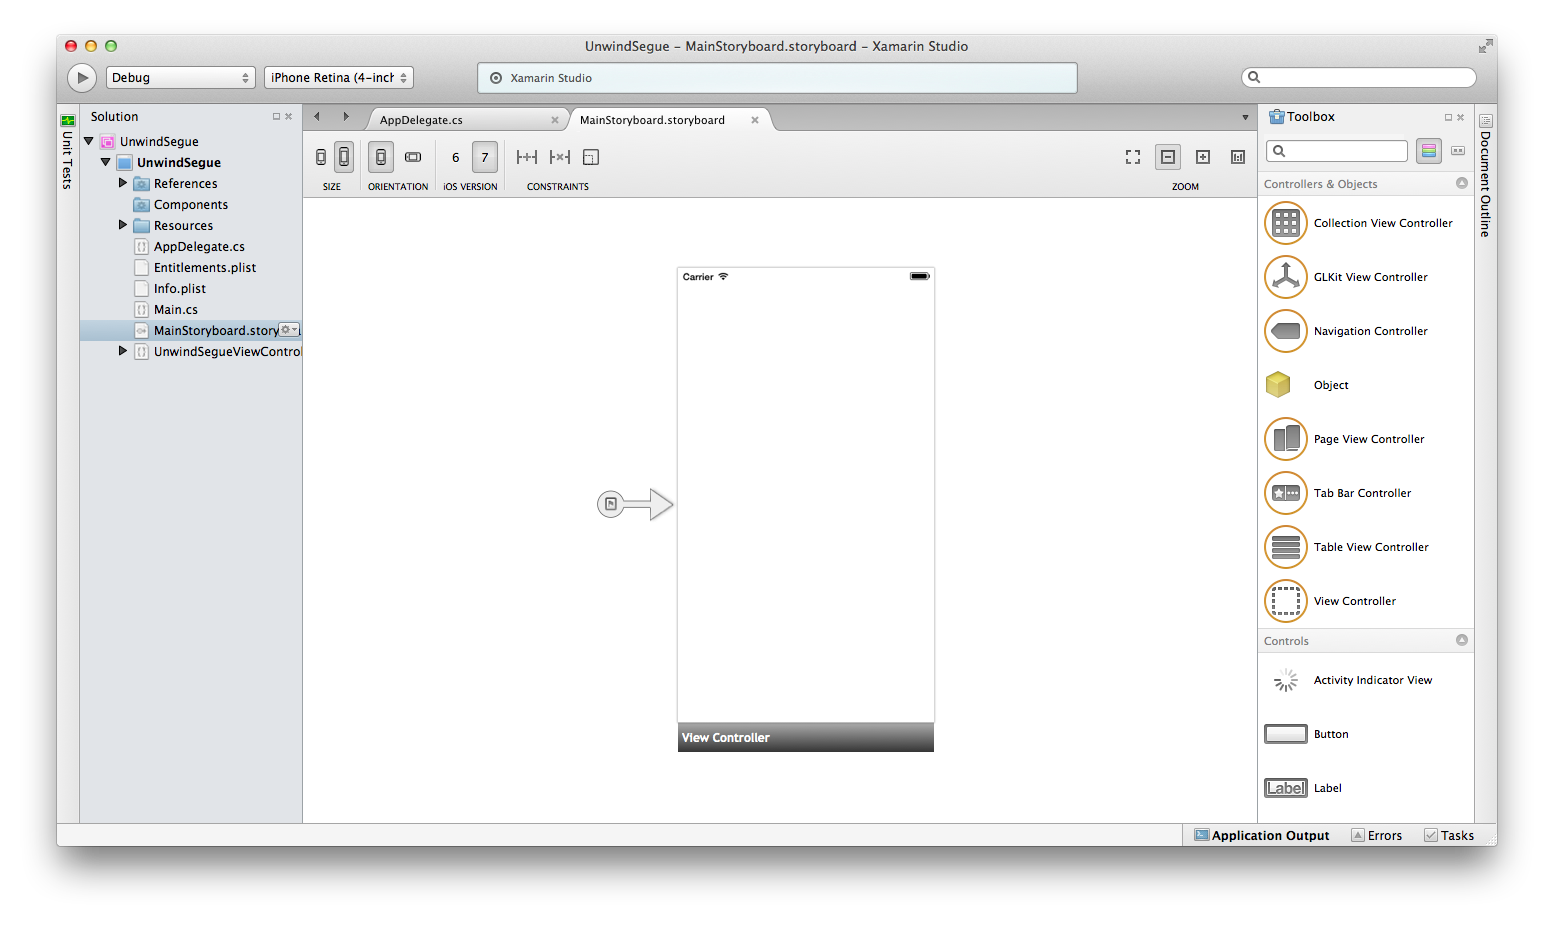 UnwindSegue – MainStoryboard.storyboard – Xamarin Studio
Debug
iPhone Retina (4-inch
Xamarin Studio
Unit Tests
Solution
UnwindSegue
UnwindSegue
References
Components
Resources
AppDelegate.cs
Entitlements.plist
Info.plist
Main.cs
MainStoryboard.story
UnwindSegueViewContro
AppDelegate.cs
MainStoryboard.storyboard
6 7
SIZE ORIENTATION iOS VERSION CONSTRAINTS ZOOM
Carrier
View Controller
Toolbox
Controllers & Objects
Collection View Controller
GLKit View Controller
Navigation Controller
Object
Page View Controller
Tab Bar Controller
Table View Controller
View Controller
Controls
Activity Indicator View
Button
Label Label
Document Outline
Application Output Errors Tasks